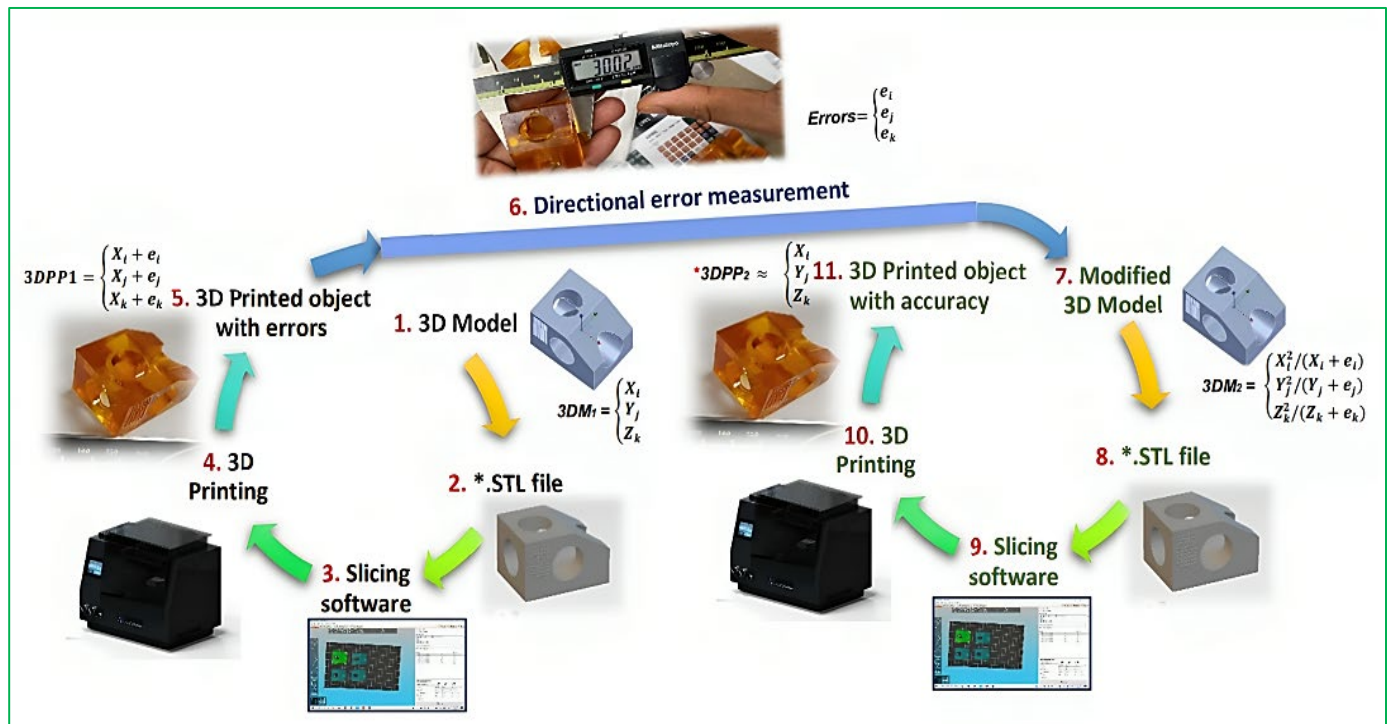 3002
Mitutoyo
Errors= { e_i
e_j
e_k
6. Directional error measurement
3DPP1 = { X_i + e_i
X_j + e_j
X_k + e_k
5. 3D Printed object
with errors
1. 3D Model
3DM₁ = { X_i
Y_j
Z_k
2. *.STL file
3. Slicing
software
4. 3D
Printing
*3DPP₂ ≈ { X_i
Y_j
Z_k
11. 3D Printed object
with accuracy
7. Modified
3D Model
3DM₂ = { X_i^2/(X_i + e_i)
Y_j^2/(Y_j + e_j)
Z_k^2/(Z_k + e_k)
8. *.STL file
9. Slicing
software
10. 3D
Printing